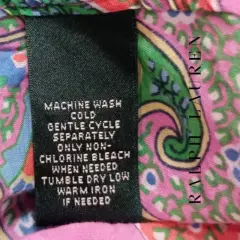 MACHINE WASH
COLD
GENTLE CYCLE
SEPARATELY
ONLY NON-
CHLORINE BLEACH
WHEN NEEDED
TUMBLE DRY LOW
WARM IRON
IF NEEDED
RALPH LAUREN